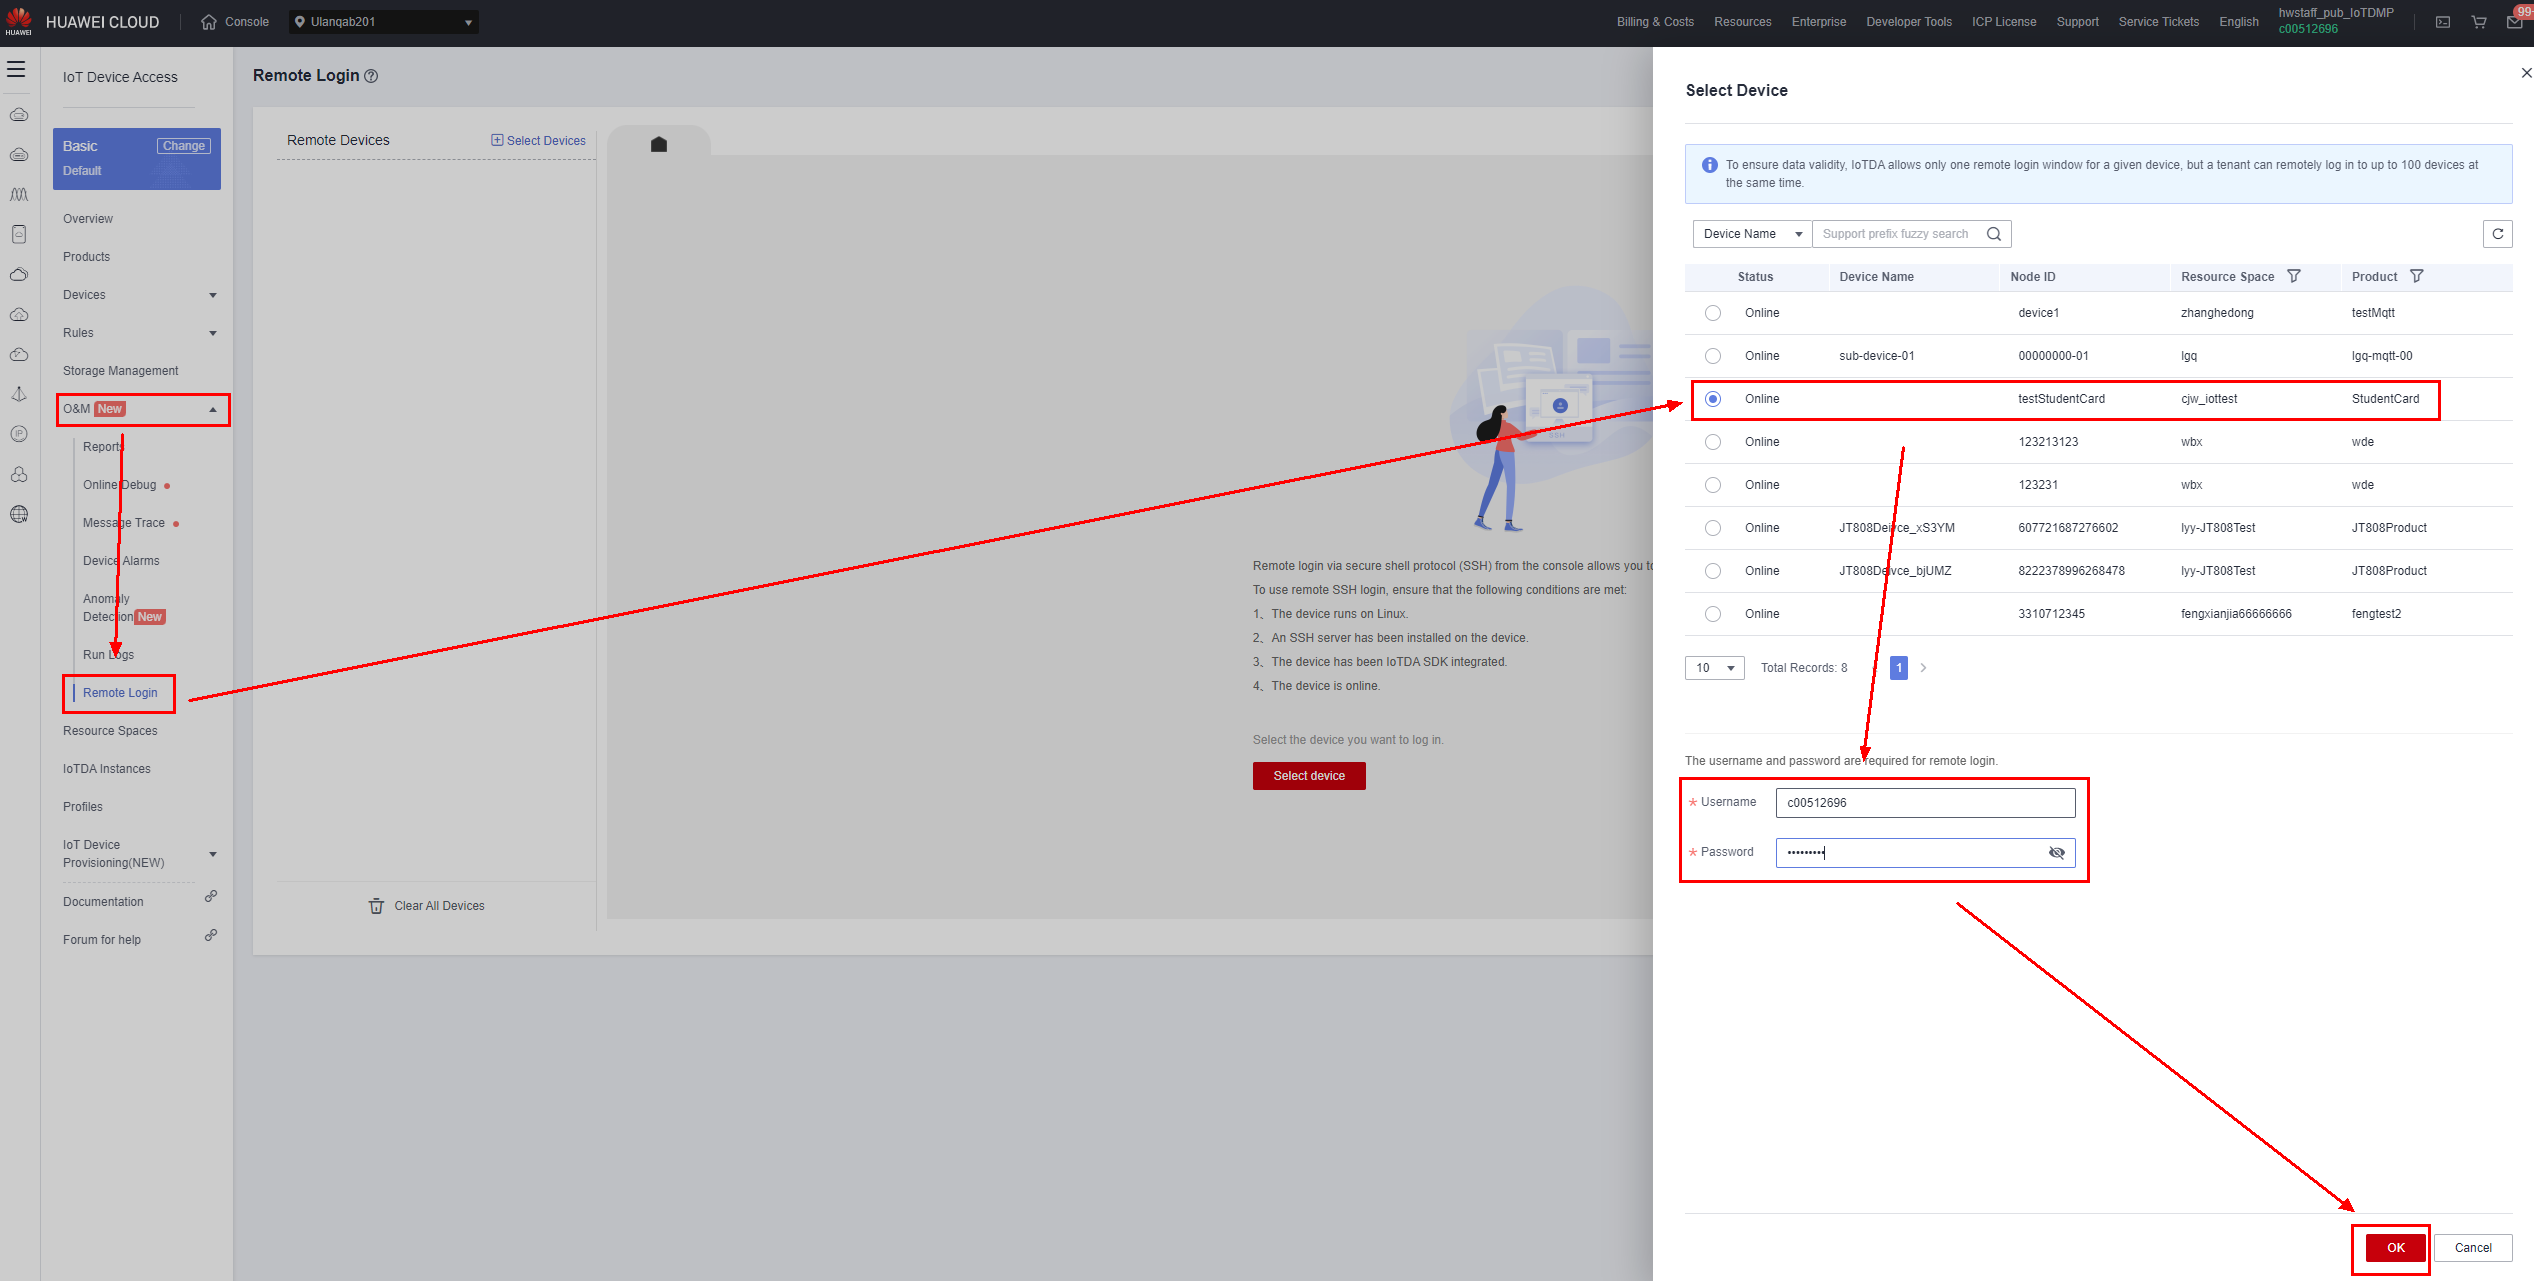 HUAWEI
HUAWEI CLOUD
Console
Ulanqab201
Billing & Costs
Resources
Enterprise
Developer Tools
ICP License
Support
Service Tickets
English
hwstaff_pub_IoTDMP
c00512696
99+
IoT Device Access
Basic
Change
Default
Overview
Products
Devices
Rules
Storage Management
O&M New
Reports
Online Debug
Message Trace
Device Alarms
Anomaly
Detection New
Run Logs
Remote Login
Resource Spaces
IoTDA Instances
Profiles
IoT Device
Provisioning(NEW)
Documentation
Forum for help
Remote Login
Remote Devices
Select Devices
Clear All Devices
SSH
Remote login via secure shell protocol (SSH) from the console allows you to
To use remote SSH login, ensure that the following conditions are met:
1、The device runs on Linux.
2、An SSH server has been installed on the device.
3、The device has been IoTDA SDK integrated.
4、The device is online.
Select the device you want to log in.
Select device
Select Device
To ensure data validity, IoTDA allows only one remote login window for a given device, but a tenant can remotely log in to up to 100 devices at
the same time.
Device Name
Support prefix fuzzy search
Status Device Name Node ID Resource Space Product
Online device1 zhanghedong testMqtt
Online sub-device-01 00000000-01 lgq lgq-mqtt-00
Online testStudentCard cjw_iottest StudentCard
Online 123213123 wbx wde
Online 123231 wbx wde
Online JT808Deivce_xS3YM 607721687276602 lyy-JT808Test JT808Product
Online JT808Deivce_bjUMZ 8222378996268478 lyy-JT808Test JT808Product
Online 3310712345 fengxianjia66666666 fengtest2
10
Total Records: 8
1
The username and password are required for remote login.
* Username
c00512696
* Password
OK
Cancel